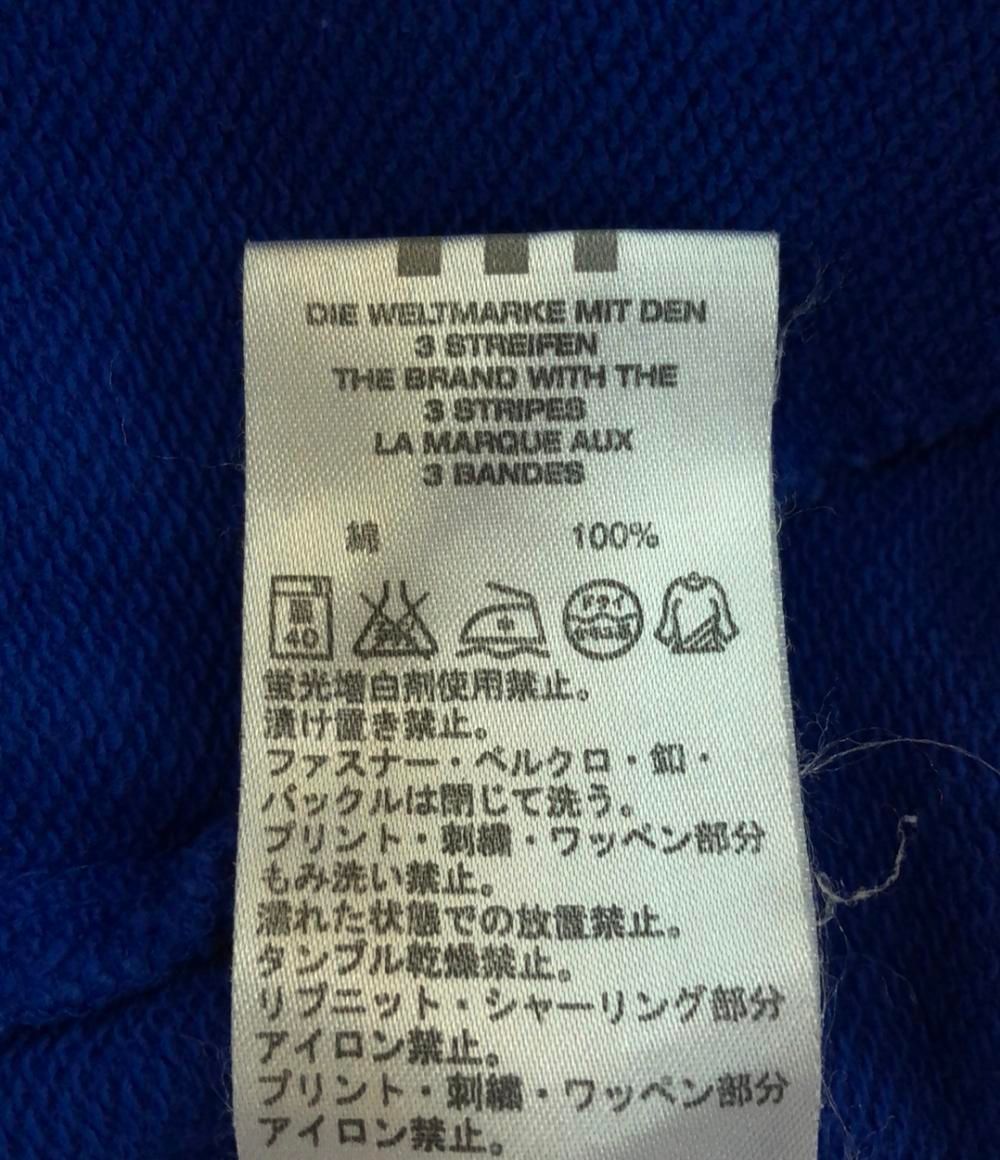 DIE WELTMARKE MIT DEN
3 STREIFEN
THE BRAND WITH THE
3 STRIPES
LA MARQUE AUX
3 BANDES
綿 100%
40
蛍光増白剤使用禁止。
漬け置き禁止。
ファスナー・ベルクロ・釦・
バックルは閉じて洗う。
プリント・刺繍・ワッペン部分
もみ洗い禁止。
濡れた状態での放置禁止。
タンブル乾燥禁止。
リブニット・シャーリング部分
アイロン禁止。
プリント・刺繍・ワッペン部分
アイロン禁止。